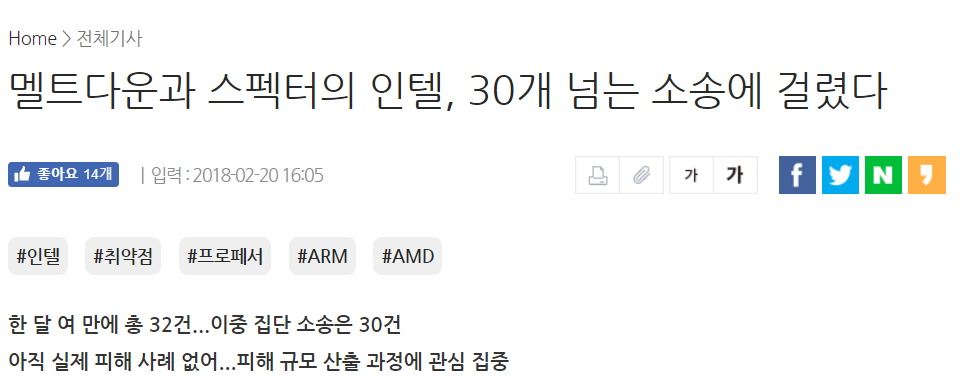 Home > 전체기사
멜트다운과 스펙터의 인텔, 30개 넘는 소송에 걸렸다
좋아요 14개 | 입력 : 2018-02-20 16:05 가 가 f N
#인텔 #취약점 #프로페서 #ARM #AMD
한 달 여 만에 총 32건...이중 집단 소송은 30건
아직 실제 피해 사례 없어...피해 규모 산출 과정에 관심 집중